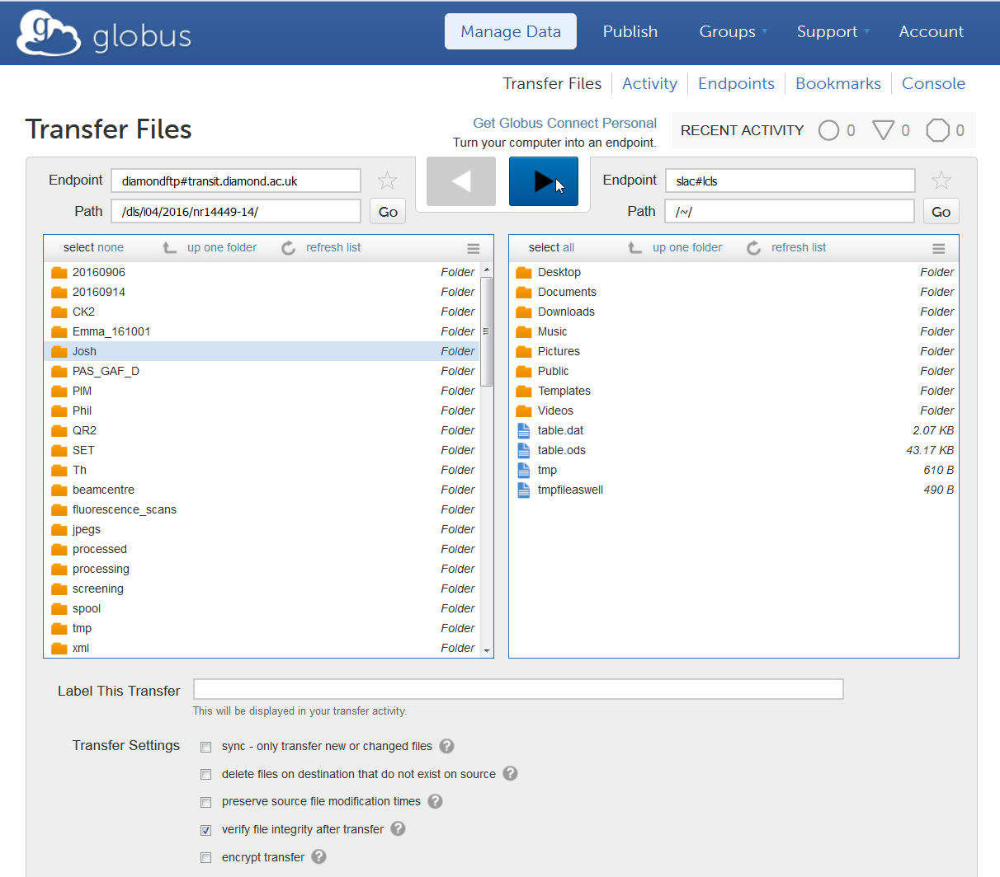 globus
Manage Data Publish Groups Support Account
Transfer Files Activity Endpoints Bookmarks Console
Transfer Files
Get Globus Connect Personal
Turn your computer into an endpoint.
RECENT ACTIVITY 0 0 0
Endpoint diamondftp#transit.diamond.ac.uk
Path /dls/i04/2016/nr14449-14/ Go
Endpoint slac#lcls
Path /~/ Go
select none up one folder refresh list
20160906 Folder
20160914 Folder
CK2 Folder
Emma_161001 Folder
Josh Folder
PAS_GAF_D Folder
PIM Folder
Phil Folder
QR2 Folder
SET Folder
Th Folder
beamcentre Folder
fluorescence_scans Folder
jpegs Folder
processed Folder
processing Folder
screening Folder
spool Folder
tmp Folder
xml Folder
select all up one folder refresh list
Desktop Folder
Documents Folder
Downloads Folder
Music Folder
Pictures Folder
Public Folder
Templates Folder
Videos Folder
table.dat 2.07 KB
table.ods 43.17 KB
tmp 610 B
tmpfileaswell 490 B
Label This Transfer
This will be displayed in your transfer activity.
Transfer Settings
sync - only transfer new or changed files ?
delete files on destination that do not exist on source ?
preserve source file modification times ?
verify file integrity after transfer ?
encrypt transfer ?